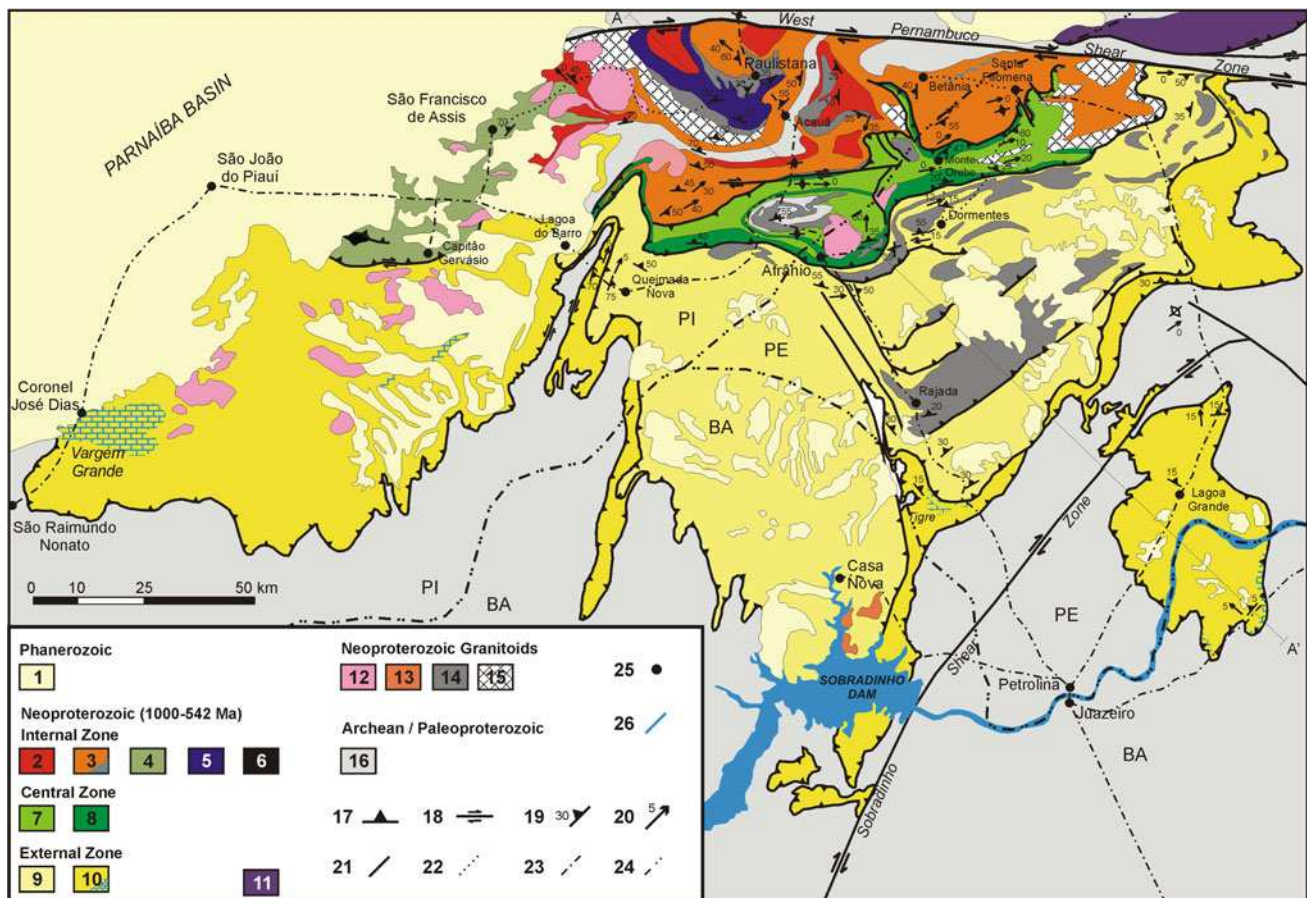 A
West
Pernambuco
Shear
Zone
Paulistana
Santa
Filomena
Betânia
São Francisco
de Assis
Acauã
PARNAÍBA BASIN
São João
do Piauí
Monte
Orebe
Dormentes
Lagoa
do Barro
Capitão
Gervásio
Afrânio
Queimada
Nova
PI
PE
Rajada
Coronel
José Dias
BA
Vargem
Grande
Lagoa
Grande
Tigre
São Raimundo
Nonato
Zone
Casa
Nova
0 25 50 km
PI
BA
PE
Shear
A'
SOBRADINHO
DAM
Petrolina
Juazeiro
BA
Sobradinho
Phanerozoic
1
Neoproterozoic (1000-542 Ma)
Internal Zone
2 3 4 5 6
Central Zone
7 8
External Zone
9 10 11
Neoproterozoic Granitoids
12 13 14 15
Archean / Paleoproterozoic
16
25
26
17 18 19 30 20 5
21 22 23 24